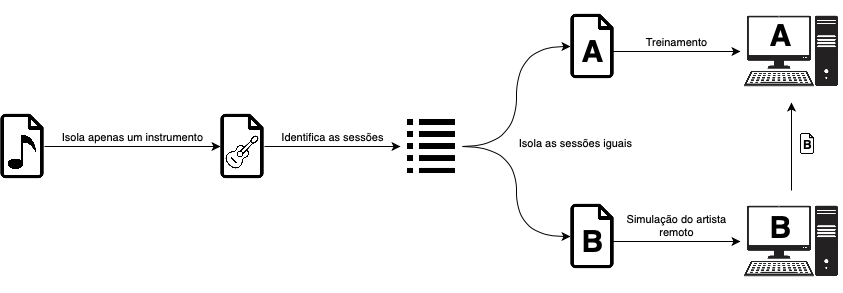 Isola apenas um instrumento
Identifica as sessões
Isola as sessões iguais
A
Treinamento
A
B
B
Simulação do artista
remoto
B